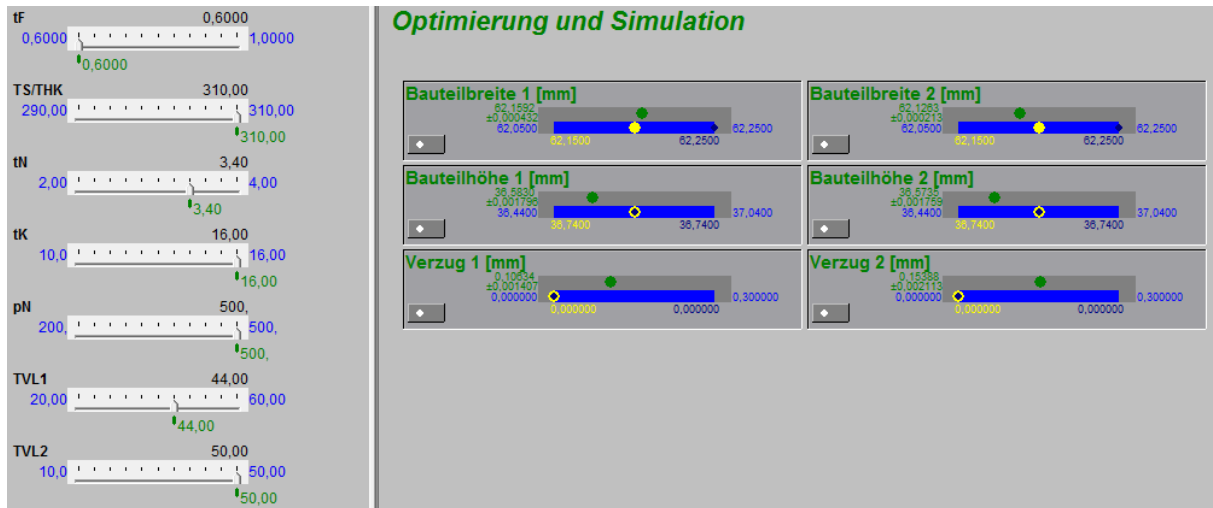 tF 0,6000
0,6000 1,0000
0,6000
TS/THK 310,00
290,00 310,00
310,00
tN 3,40
2,00 4,00
3,40
tK 16,00
10,0 16,00
16,00
pN 500,
200, 500,
500,
TVL1 44,00
20,00 60,00
44,00
TVL2 50,00
10,0 50,00
50,00
Optimierung und Simulation
Bauteilbreite 1 [mm]
62,1592
±0,000432
62,0500 62,2500
62,1500 62,2500
Bauteilbreite 2 [mm]
62,1263
±0,000213
62,0500 62,2500
62,1500 62,2500
Bauteilhöhe 1 [mm]
36,5830
±0,001796
36,4400 37,0400
36,7400 36,7400
Bauteilhöhe 2 [mm]
36,5735
±0,001759
36,4400 37,0400
36,7400 36,7400
Verzug 1 [mm]
0,10634
±0,001407
0,000000 0,300000
0,000000 0,000000
Verzug 2 [mm]
0,15388
±0,002113
0,000000 0,300000
0,000000 0,000000